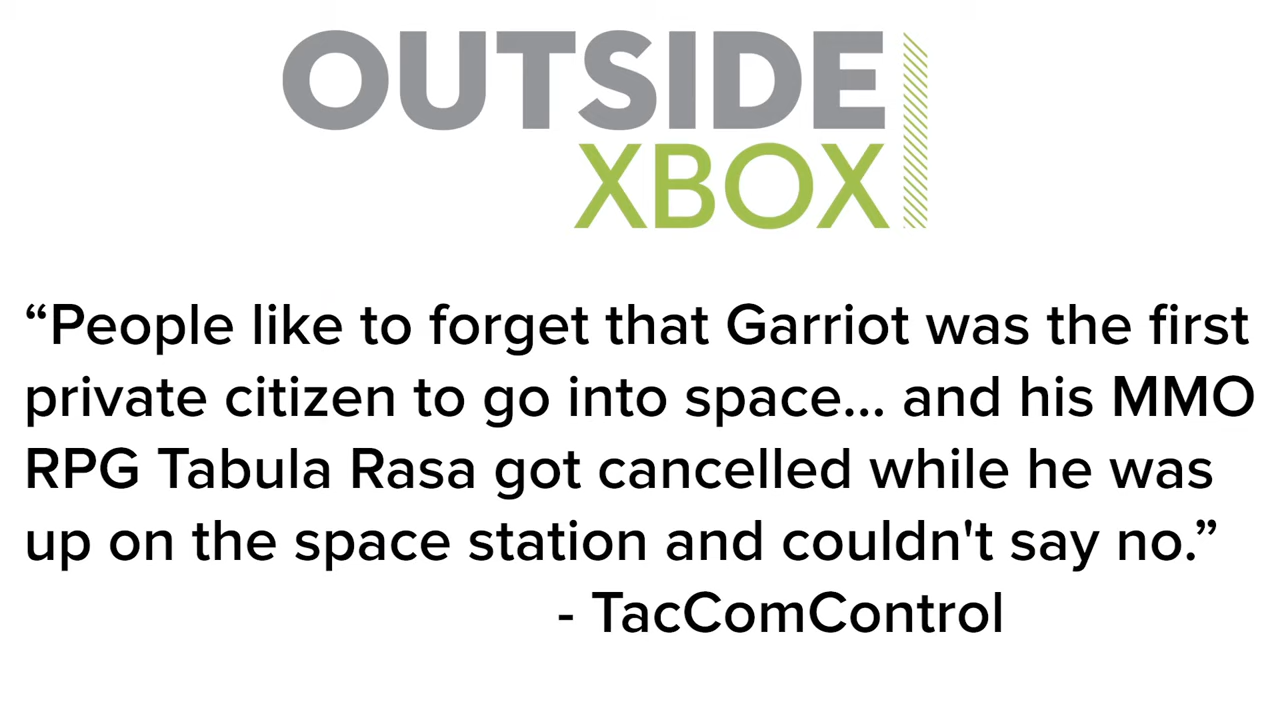 OUTSIDE
XBOX
“People like to forget that Garriot was the first
private citizen to go into space... and his MMO
RPG Tabula Rasa got cancelled while he was
up on the space station and couldn't say no.”
- TacComControl